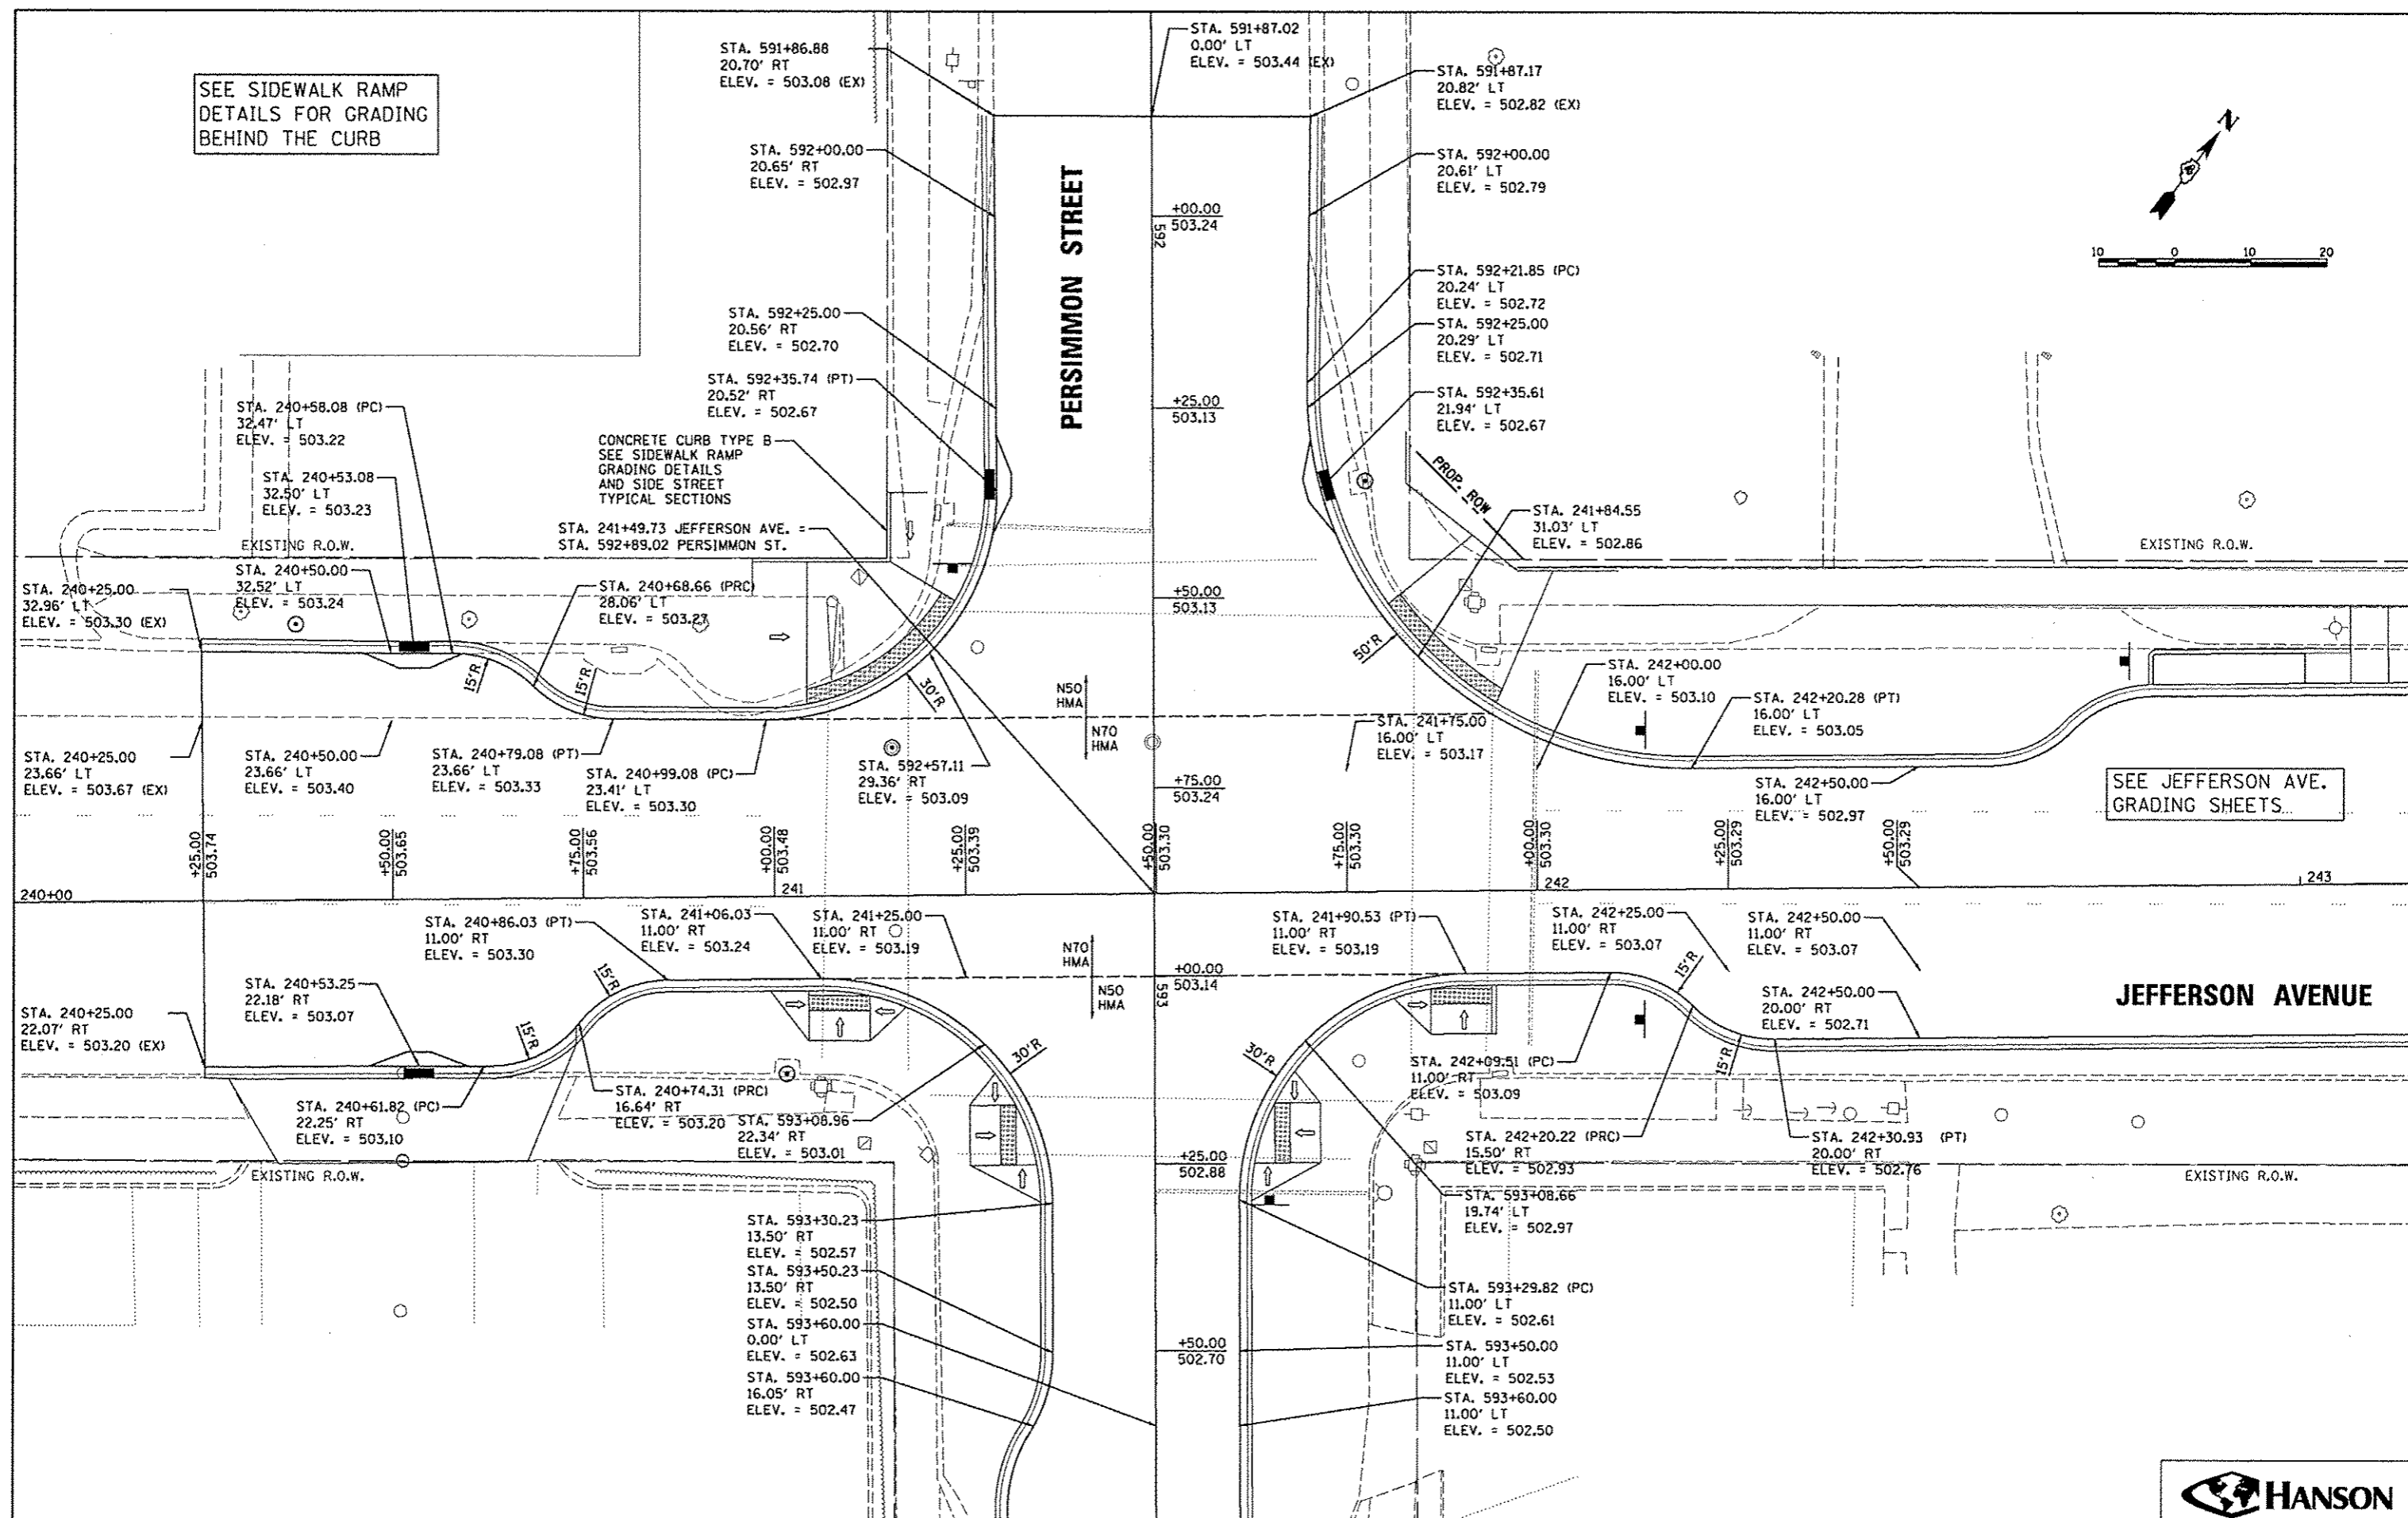 SEE SIDEWALK RAMP
DETAILS FOR GRADING
BEHIND THE CURB
STA. 591+86.88
20.70' RT
ELEV. = 503.08 (EX)
STA. 591+87.02
0.00' LT
ELEV. = 503.44 (EX)
STA. 591+87.17
20.82' LT
ELEV. = 502.82 (EX)
N
10 0 10 20
STA. 592+00.00
20.65' RT
ELEV. = 502.97
PERSIMMON STREET
+00.00
503.24
592
STA. 592+00.00
20.61' LT
ELEV. = 502.79
STA. 592+21.85 (PC)
20.24' LT
ELEV. = 502.72
STA. 592+25.00
20.56' RT
ELEV. = 502.70
STA. 592+25.00
20.29' LT
ELEV. = 502.71
STA. 592+35.74 (PT)
20.52' RT
ELEV. = 502.67
+25.00
503.13
STA. 592+35.61
21.94' LT
ELEV. = 502.67
STA. 240+58.08 (PC)
32.47' LT
ELEV. = 503.22
CONCRETE CURB TYPE B
SEE SIDEWALK RAMP
GRADING DETAILS
AND SIDE STREET
TYPICAL SECTIONS
PROP. ROW
STA. 240+53.08
32.50' LT
ELEV. = 503.23
STA. 241+49.73 JEFFERSON AVE. =
STA. 592+89.02 PERSIMMON ST.
STA. 241+84.55
31.03' LT
ELEV. = 502.86
EXISTING R.O.W.
EXISTING R.O.W.
STA. 240+50.00
32.52' LT
ELEV. = 503.24
STA. 240+25.00
32.96' LT
ELEV. = 503.30 (EX)
STA. 240+68.66 (PRC)
28.06' LT
ELEV. = 503.27
+50.00
503.13
15'R
15'R
30'R
50'R
N50
HMA
N70
HMA
STA. 242+00.00
16.00' LT
ELEV. = 503.10
STA. 242+20.28 (PT)
16.00' LT
ELEV. = 503.05
STA. 241+75.00
16.00' LT
ELEV. = 503.17
STA. 240+25.00
23.66' LT
ELEV. = 503.67 (EX)
STA. 240+50.00
23.66' LT
ELEV. = 503.40
STA. 240+79.08 (PT)
23.66' LT
ELEV. = 503.33
STA. 240+99.08 (PC)
23.41' LT
ELEV. = 503.30
STA. 592+57.11
29.36' RT
ELEV. = 503.09
+75.00
503.24
STA. 242+50.00
16.00' LT
ELEV. = 502.97
SEE JEFFERSON AVE.
GRADING SHEETS
+25.00
503.74
+50.00
503.65
+75.00
503.56
+00.00
503.48
+25.00
503.39
+50.00
503.30
+75.00
503.30
+00.00
503.30
+25.00
503.29
+50.00
503.29
240+00
241
242
243
STA. 240+86.03 (PT)
11.00' RT
ELEV. = 503.30
STA. 241+06.03
11.00' RT
ELEV. = 503.24
STA. 241+25.00
11.00' RT
ELEV. = 503.19
STA. 241+90.53 (PT)
11.00' RT
ELEV. = 503.19
STA. 242+25.00
11.00' RT
ELEV. = 503.07
STA. 242+50.00
11.00' RT
ELEV. = 503.07
N70
HMA
N50
HMA
+00.00
503.14
593
STA. 240+53.25
22.18' RT
ELEV. = 503.07
15'R
15'R
STA. 242+50.00
20.00' RT
ELEV. = 502.71
JEFFERSON AVENUE
STA. 240+25.00
22.07' RT
ELEV. = 503.20 (EX)
15'R
30'R
30'R
15'R
STA. 242+09.51 (PC)
11.00' RT
ELEV. = 503.09
STA. 240+61.82 (PC)
22.25' RT
ELEV. = 503.10
STA. 240+74.31 (PRC)
16.64' RT
ELEV. = 503.20
STA. 593+08.96
22.34' RT
ELEV. = 503.01
+25.00
502.88
STA. 242+20.22 (PRC)
15.50' RT
ELEV. = 502.93
STA. 242+30.93 (PT)
20.00' RT
ELEV. = 502.76
EXISTING R.O.W.
EXISTING R.O.W.
STA. 593+08.66
19.74' LT
ELEV. = 502.97
STA. 593+30.23
13.50' RT
ELEV. = 502.57
STA. 593+50.23
13.50' RT
ELEV. = 502.50
STA. 593+29.82 (PC)
11.00' LT
ELEV. = 502.61
STA. 593+60.00
0.00' LT
ELEV. = 502.63
+50.00
502.70
STA. 593+50.00
11.00' LT
ELEV. = 502.53
STA. 593+60.00
16.05' RT
ELEV. = 502.47
STA. 593+60.00
11.00' LT
ELEV. = 502.50
HANSON